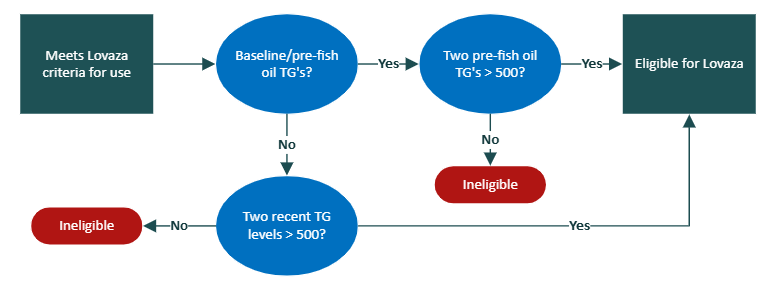 Meets Lovaza
criteria for use
Baseline/pre-fish
oil TG's?
Yes
Two pre-fish oil
TG's > 500?
Yes
Eligible for Lovaza
No
No
Ineligible
Two recent TG
levels > 500?
No
Ineligible
Yes